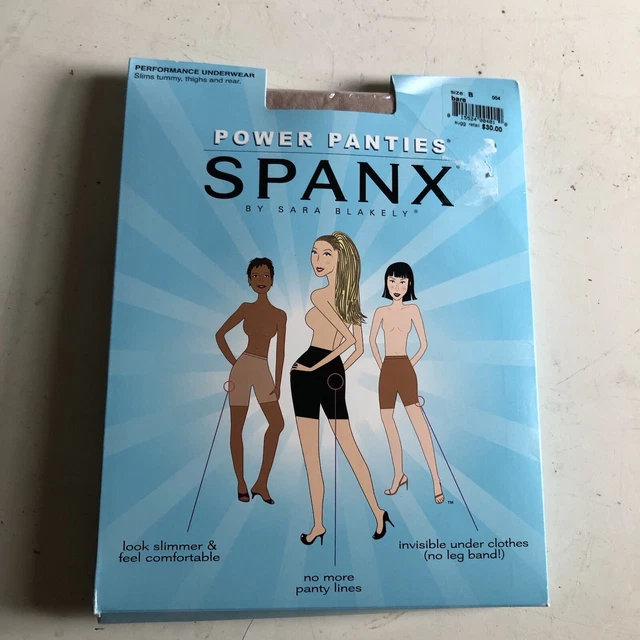 PERFORMANCE UNDERWEAR
Slims tummy, thighs and rear.
size: B 004
bare
sugg retail $30.00
POWER PANTIES®
SPANX
BY SARA BLAKELY®
look slimmer &
feel comfortable
no more
panty lines
invisible under clothes
(no leg band!)
TM